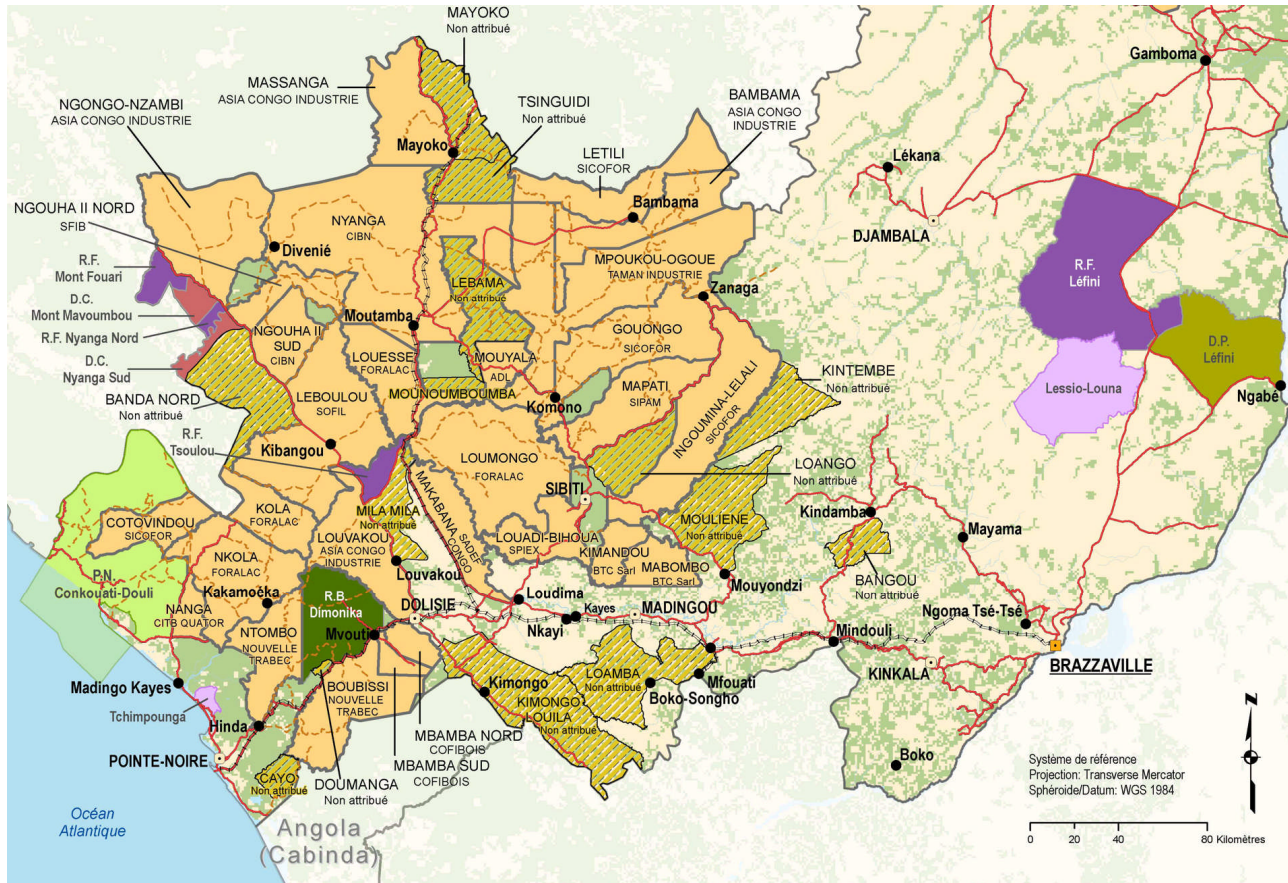 MAYOKO
Non attribué
MASSANGA
ASIA CONGO INDUSTRIE
NGONGO-NZAMBI
ASIA CONGO INDUSTRIE
TSINGUIDI
Non attribué
BAMBAMA
ASIA CONGO
INDUSTRIE
Gamboma
Mayoko
LETILI
SICOFOR
Lékana
NGOUHA II NORD
SFIB
NYANGA
CIBN
Bambama
DJAMBALA
Divenié
R.F.
Mont Fouari
MPOUKOU-OGOUE
TAMAN INDUSTRIE
LEBAMA
Non attribué
R.F.
Léfini
D.C.
Mont Mavoumbou
Zanaga
R.F. Nyanga Nord
Moutamba
NGOUHA II
SUD
CIBN
GOUONGO
SICOFOR
D.P.
Léfini
D.C.
Nyanga Sud
LOUESSE
FORALAC
MOUYALA
ADL
KINTEMBE
Non attribué
Lessio-Louna
BANDA NORD
Non attribué
LEBOULOU
SOFIL
MOUNOUMBOUMBA
MAPATI
SIPAM
Ngabé
Komono
INGOUMINA-LELALI
SICOFOR
R.F.
Tsoulou
Kibangou
LOUMONGO
FORALAC
LOANGO
Non attribué
SIBITI
MAKABANA
SADEF
CONGO
KOLA
FORALAC
MILA MILA
Non attribué
MOULIENE
Non attribué
Kindamba
COTOVINDOU
SICOFOR
Mayama
LOUVAKOU
ASIA CONGO
INDUSTRIE
LOUADI-BIHOUA
SPIEX
KIMANDOU
BTC Sarl
NKOLA
FORALAC
MABOMBO
BTC Sarl
BANGOU
Non attribué
P.N.
Conkouati-Douli
Louvakou
Mouyondzi
Kakamoéka
R.B.
Dimonika
NANGA
CITB QUATOR
Loudima
Kayes
MADINGOU
DOLISIE
Nkayi
Ngoma Tsé-Tsé
NTOMBO
NOUVELLE
TRABEC
Mvouti
Mindouli
BRAZZAVILLE
KINKALA
LOAMBA
Non attribué
Mfouati
Madingo Kayes
BOUBISSI
NOUVELLE
TRABEC
Kimongo
Boko-Songho
KIMONGO
LOUILA
Non attribué
Tchimpounga
Hinda
MBAMBA NORD
COFIBOIS
MBAMBA SUD
COFIBOIS
POINTE-NOIRE
Boko
CAYO
Non attribué
DOUMANGA
Non attribué
N
Système de référence
Projection: Transverse Mercator
Sphéroide/Datum: WGS 1984
Océan
Atlantique
Angola
(Cabinda)
0 20 40 80 Kilomètres